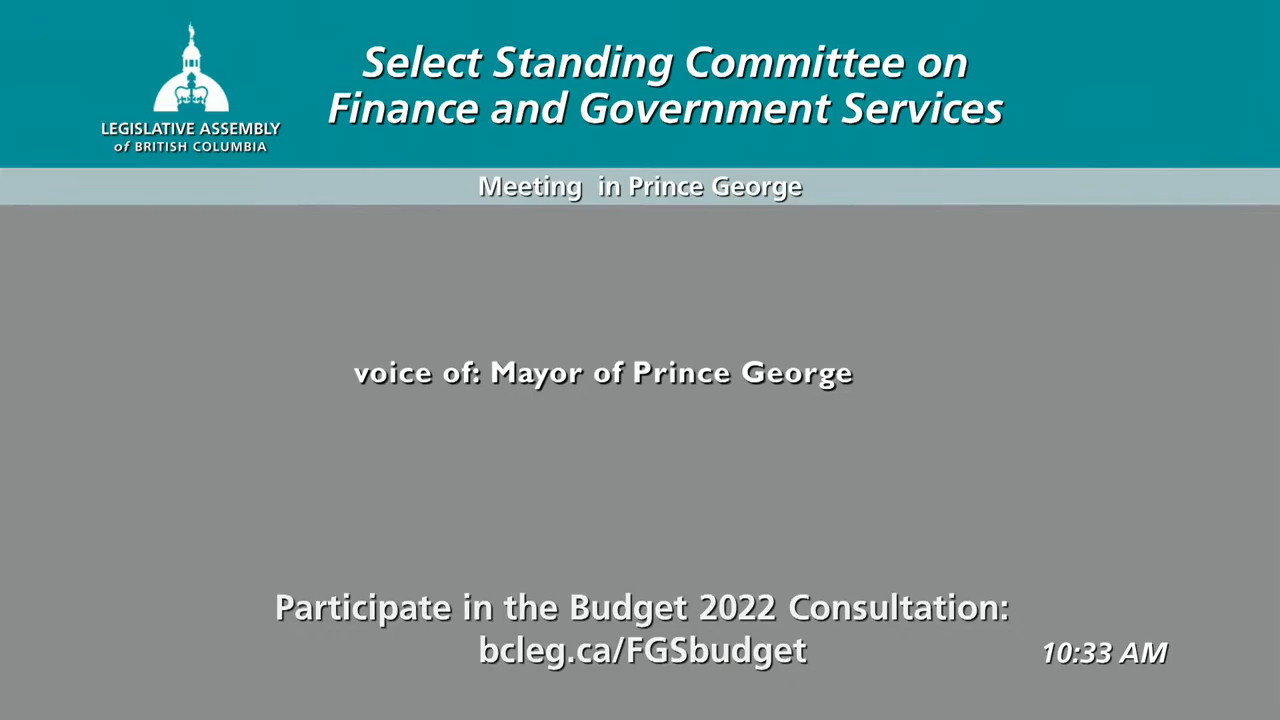 Select Standing Committee on
Finance and Government Services
LEGISLATIVE ASSEMBLY
of BRITISH COLUMBIA
Meeting in Prince George
voice of: Mayor of Prince George
Participate in the Budget 2022 Consultation:
bcleg.ca/FGSbudget
10:33 AM